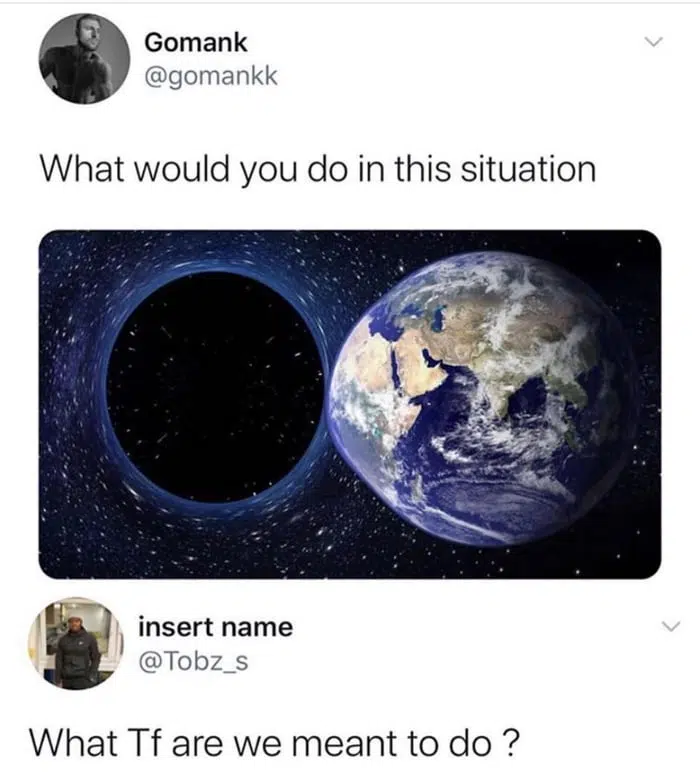 Gomank
@gomankk
What would you do in this situation
insert name
@Tobz_s
What Tf are we meant to do ?